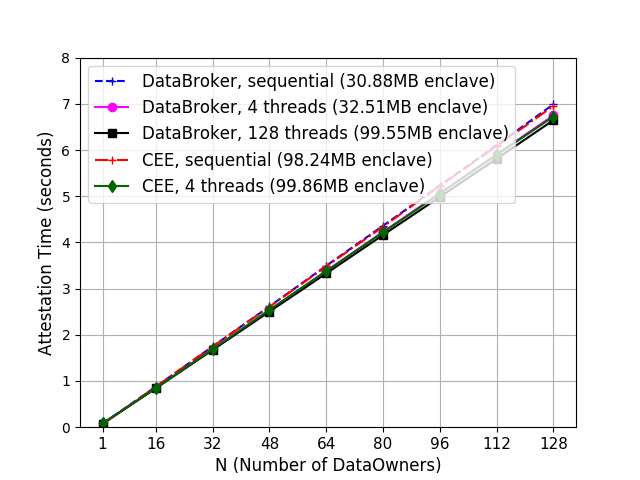 DataBroker, sequential (30.88MB enclave)
DataBroker, 4 threads (32.51MB enclave)
DataBroker, 128 threads (99.55MB enclave)
CEE, sequential (98.24MB enclave)
CEE, 4 threads (99.86MB enclave)
Attestation Time (seconds)
8
7
6
5
4
3
2
1
0
1 16 32 48 64 80 96 112 128
N (Number of DataOwners)